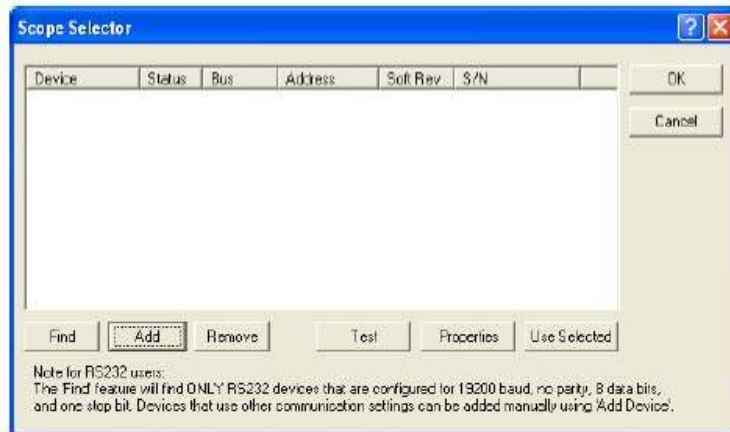 Scope Selector
Device Status Bus Address Soft Rev S/N
OK
Cancel
Find Add Remove Test Properties Use Selected
Note for RS232 users:
The 'Find' feature will find ONLY RS232 devices that are configured for 19200 baud, no parity, 8 data bits,
and one stop bit. Devices that use other communication settings can be added manually using 'Add Device'.